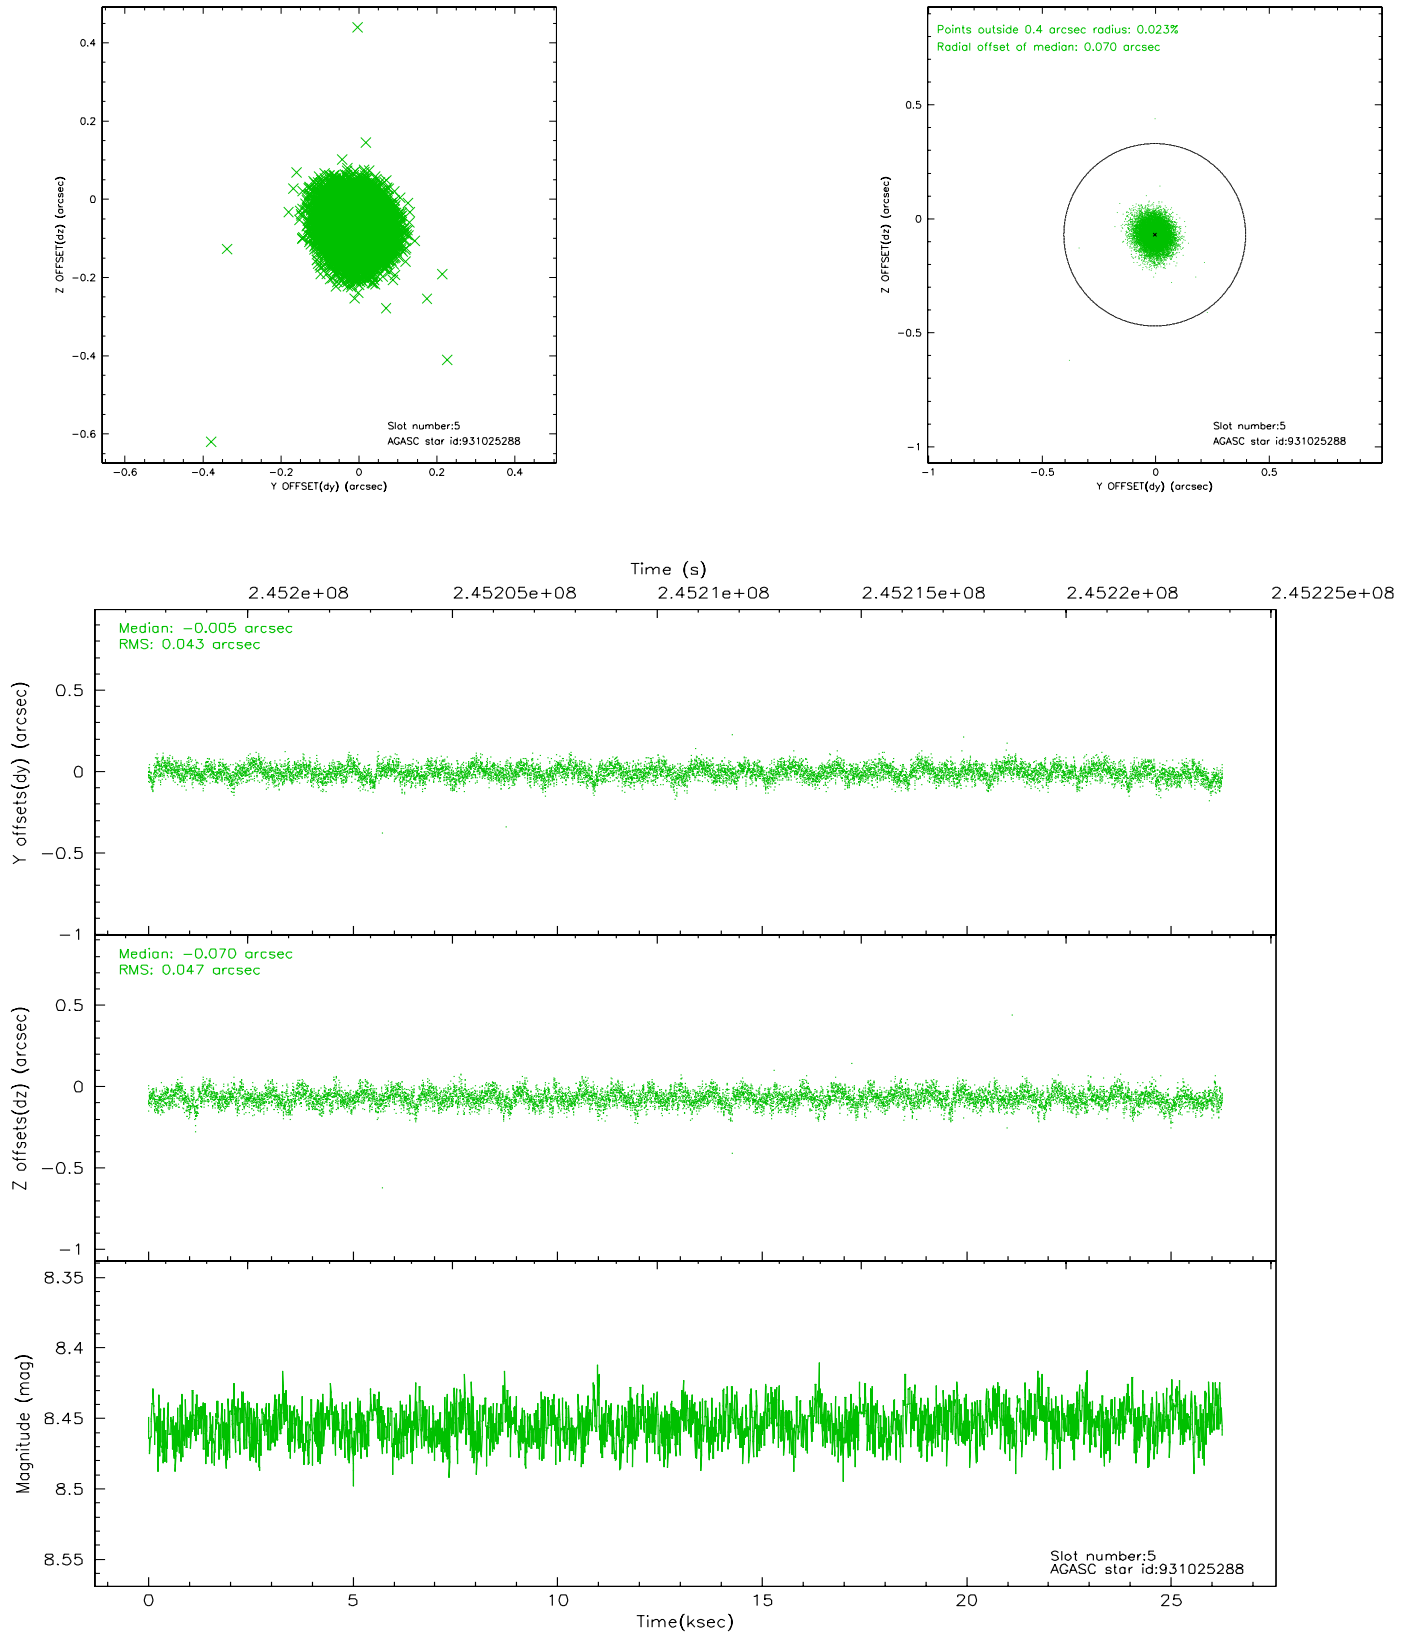 0.4
0.2
0
-0.2
-0.4
-0.6
Z OFFSET(dz) (arcsec)
Slot number:5
AGASC star id:931025288
-0.6 -0.4 -0.2 0 0.2 0.4
Y OFFSET(dy) (arcsec)
Points outside 0.4 arcsec radius: 0.023%
Radial offset of median: 0.070 arcsec
0.5
0
-0.5
-1
Z OFFSET(dz) (arcsec)
Slot number:5
AGASC star id:931025288
-1 -0.5 0 0.5
Y OFFSET(dy) (arcsec)
Time (s)
2.452e+08 2.45205e+08 2.4521e+08 2.45215e+08 2.4522e+08 2.45225e+08
Median: -0.005 arcsec
RMS: 0.043 arcsec
0.5
0
-0.5
-1
Y offsets(dy) (arcsec)
Median: -0.070 arcsec
RMS: 0.047 arcsec
0.5
0
-0.5
-1
Z offsets(dz) (arcsec)
8.35
8.4
8.45
8.5
8.55
Magnitude (mag)
Slot number:5
AGASC star id:931025288
0 5 10 15 20 25
Time(ksec)